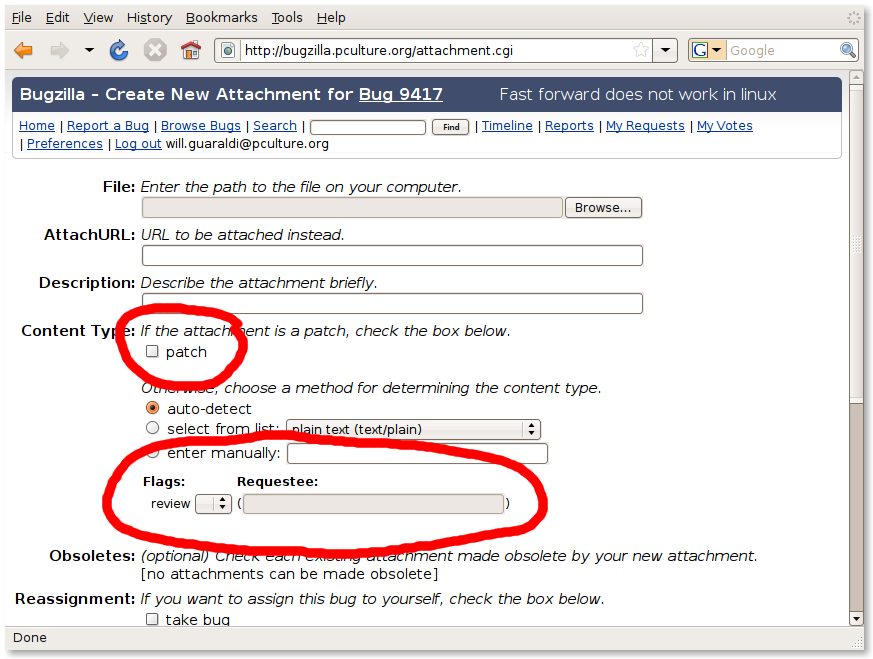 File Edit View History Bookmarks Tools Help
http://bugzilla.pculture.org/attachment.cgi G Google
Bugzilla - Create New Attachment for Bug 9417 Fast forward does not work in linux
Home | Report a Bug | Browse Bugs | Search | Find | Timeline | Reports | My Requests | My Votes
| Preferences | Log out will.guaraldi@pculture.org
File: Enter the path to the file on your computer.
Browse...
AttachURL: URL to be attached instead.
Description: Describe the attachment briefly.
Content Type: If the attachment is a patch, check the box below.
patch
Otherwise, choose a method for determining the content type.
auto-detect
select from list: plain text (text/plain)
enter manually:
Flags: Requestee:
review ( )
Obsoletes: (optional) Check each existing attachment made obsolete by your new attachment.
[no attachments can be made obsolete]
Reassignment: If you want to assign this bug to yourself, check the box below.
take bug
Done